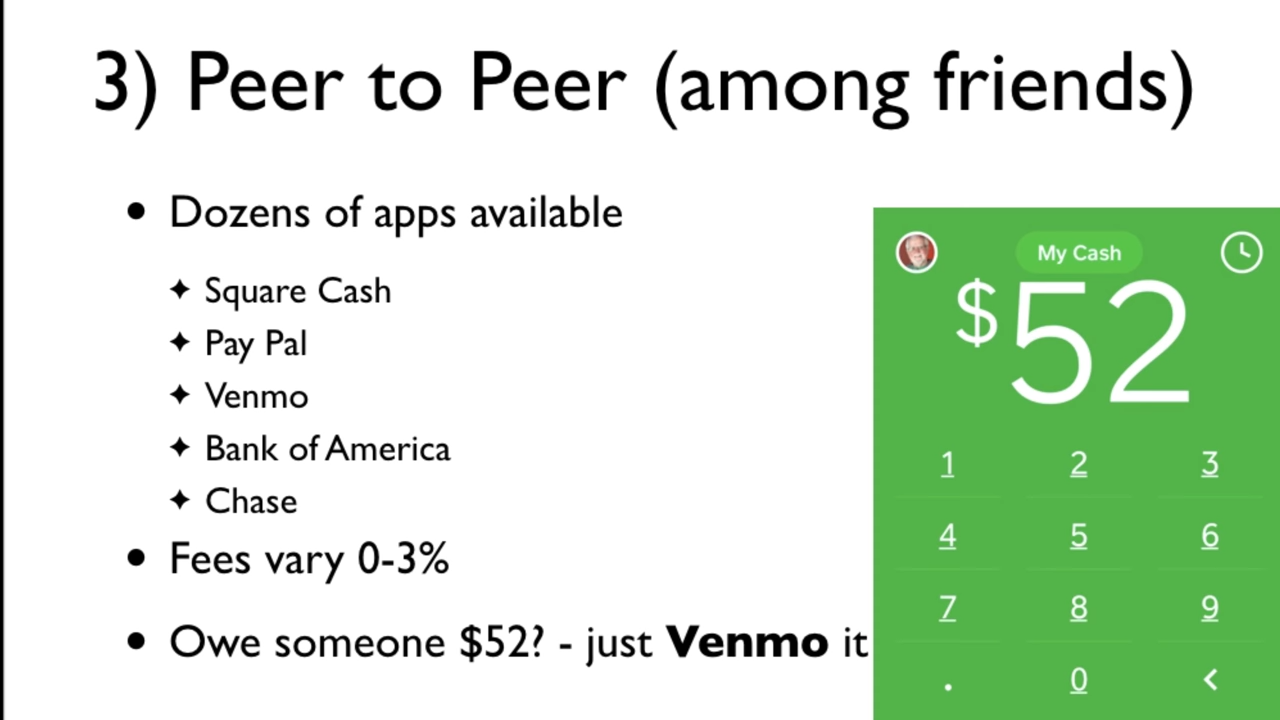 3) Peer to Peer (among friends)
• Dozens of apps available
✦ Square Cash
✦ Pay Pal
✦ Venmo
✦ Bank of America
✦ Chase
• Fees vary 0-3%
• Owe someone $52? - just Venmo it
My Cash
$52
1 2 3
4 5 6
7 8 9
. 0 <